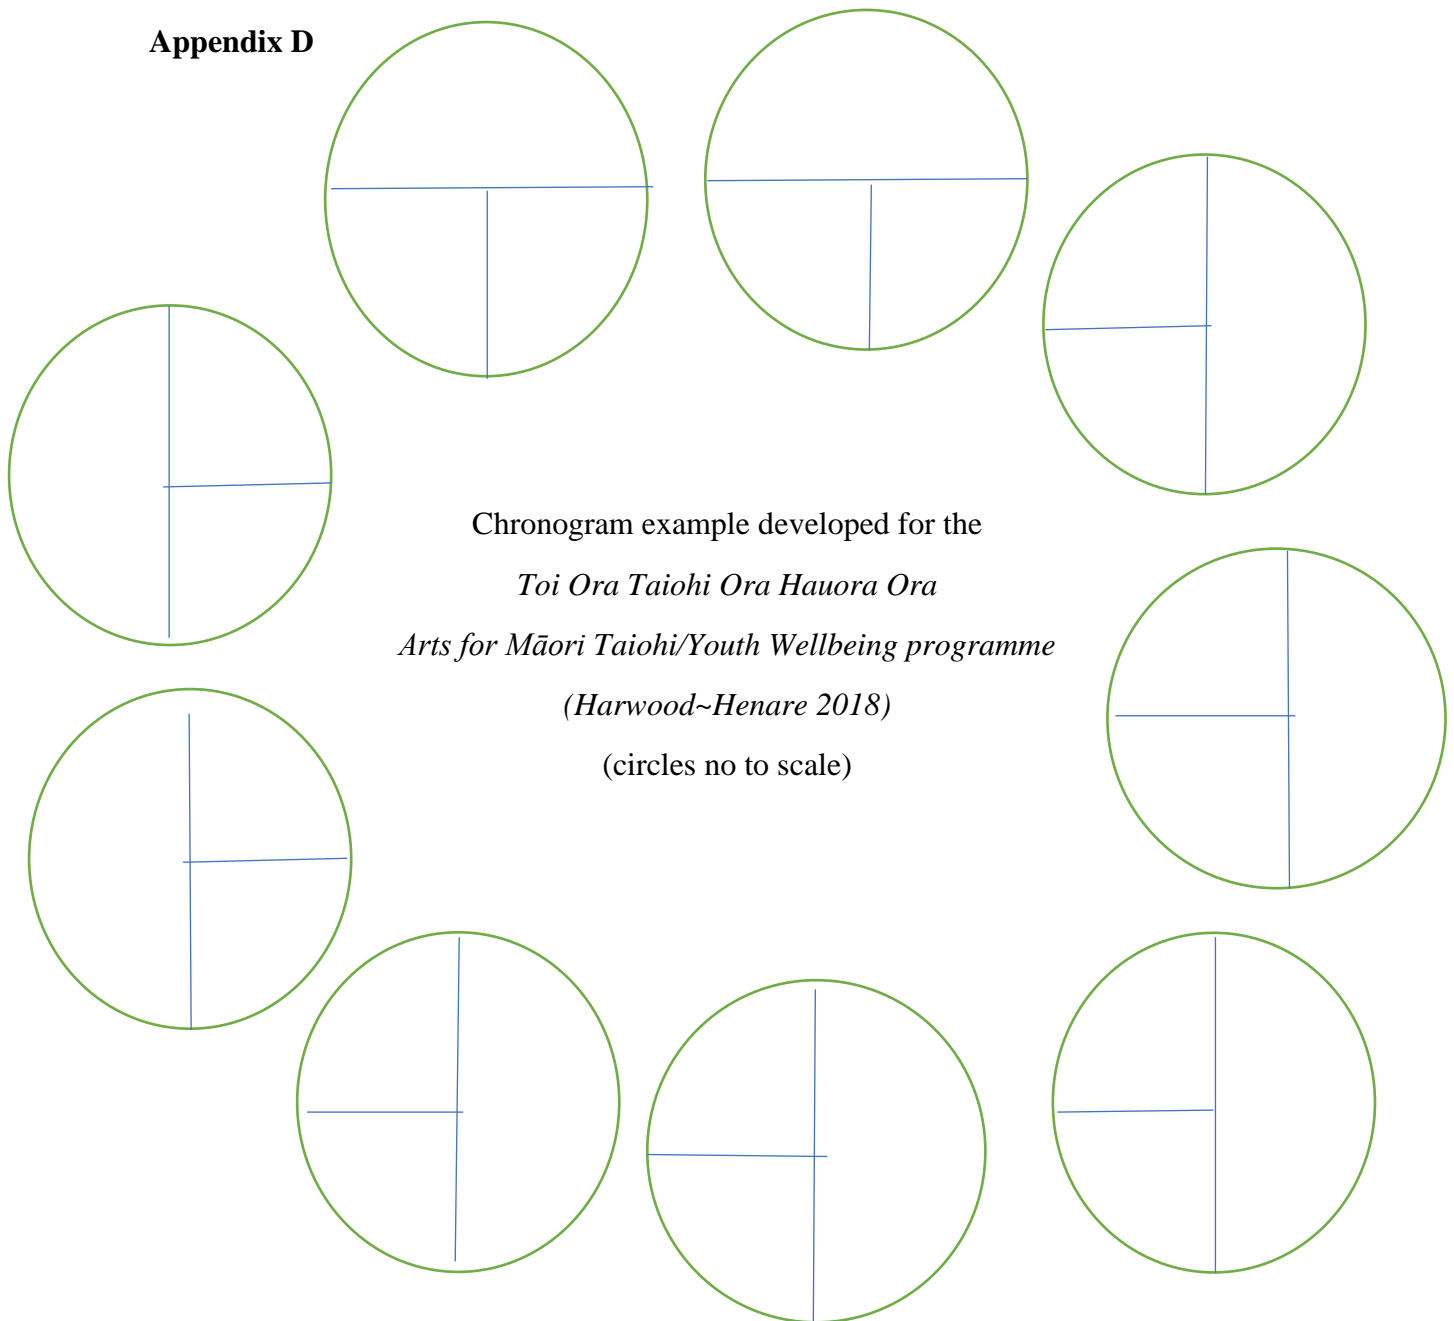 Appendix D
Chronogram example developed for the
Toi Ora Taiohi Ora Hauora Ora
Arts for Māori Taiohi/Youth Wellbeing programme
(Harwood~Henare 2018)
(circles no to scale)